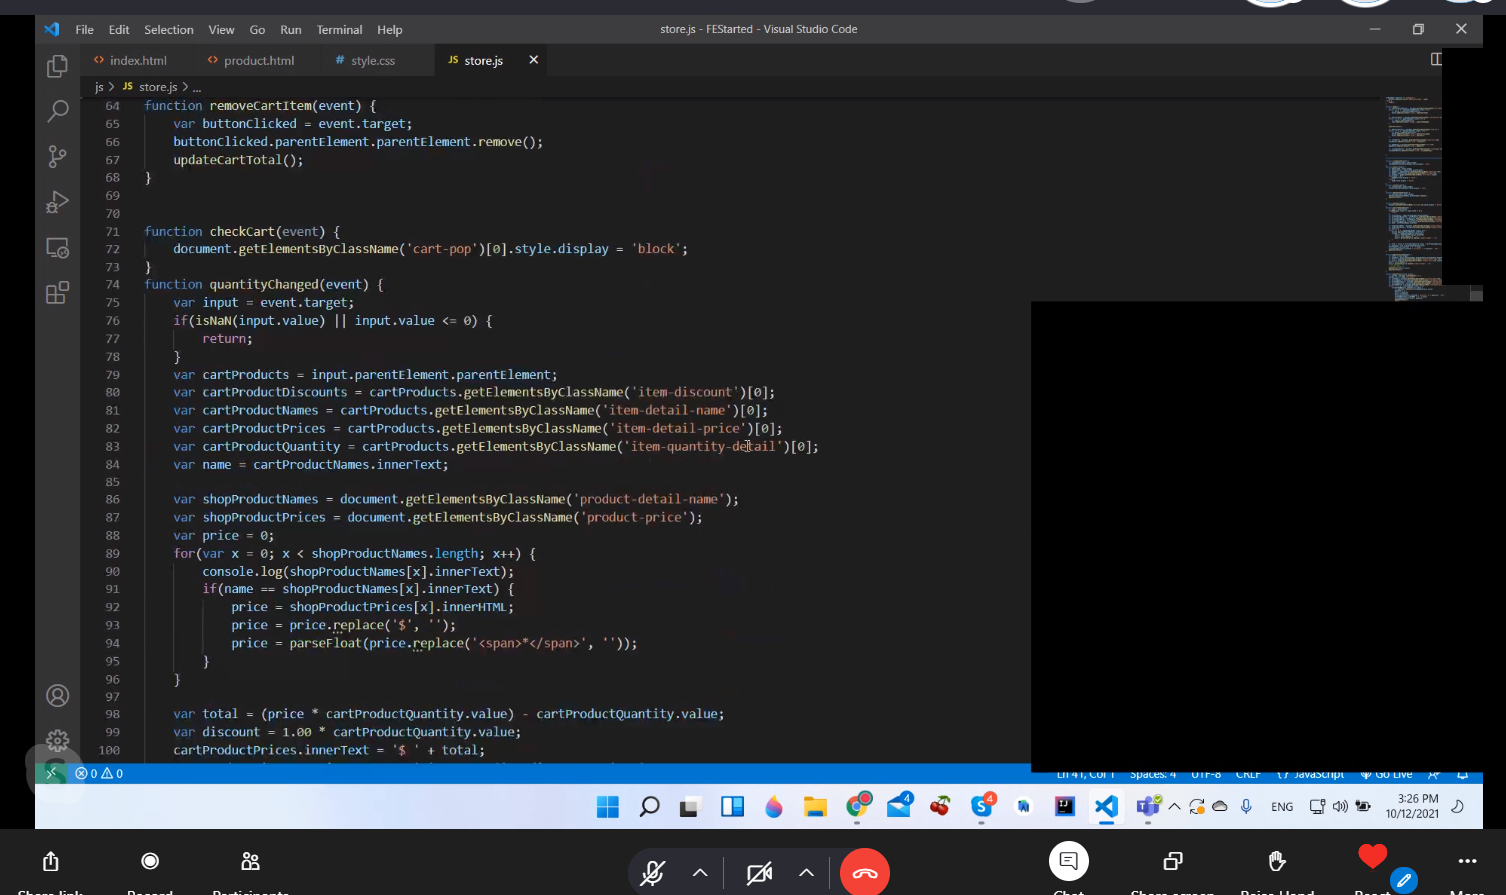 File Edit Selection View Go Run Terminal Help
store.js - FEStarted - Visual Studio Code
index.html product.html style.css store.js
js > JS store.js > ...
64 function removeCartItem(event) {
65 var buttonClicked = event.target;
66 buttonClicked.parentElement.parentElement.remove();
67 updateCartTotal();
68 }
69
70
71 function checkCart(event) {
72 document.getElementsByClassName('cart-pop')[0].style.display = 'block';
73 }
74 function quantityChanged(event) {
75 var input = event.target;
76 if(isNaN(input.value) || input.value <= 0) {
77 return;
78 }
79 var cartProducts = input.parentElement.parentElement;
80 var cartProductDiscounts = cartProducts.getElementsByClassName('item-discount')[0];
81 var cartProductNames = cartProducts.getElementsByClassName('item-detail-name')[0];
82 var cartProductPrices = cartProducts.getElementsByClassName('item-detail-price')[0];
83 var cartProductQuantity = cartProducts.getElementsByClassName('item-quantity-detail')[0];
84 var name = cartProductNames.innerText;
85
86 var shopProductNames = document.getElementsByClassName('product-detail-name');
87 var shopProductPrices = document.getElementsByClassName('product-price');
88 var price = 0;
89 for(var x = 0; x < shopProductNames.length; x++) {
90 console.log(shopProductNames[x].innerText);
91 if(name == shopProductNames[x].innerText) {
92 price = shopProductPrices[x].innerHTML;
93 price = price.replace('$', '');
94 price = parseFloat(price.replace('<span>*</span>', ''));
95 }
96 }
97
98 var total = (price * cartProductQuantity.value) - cartProductQuantity.value;
99 var discount = 1.00 * cartProductQuantity.value;
100 cartProductPrices.innerText = '$ ' + total;
0 0
Ln 41, Col 1 Spaces: 4 UTF-8 CRLF JavaScript Go Live
4 4
ENG
3:26 PM
10/12/2021
Share link Record Participants Chat Share screen Raise Hand React More